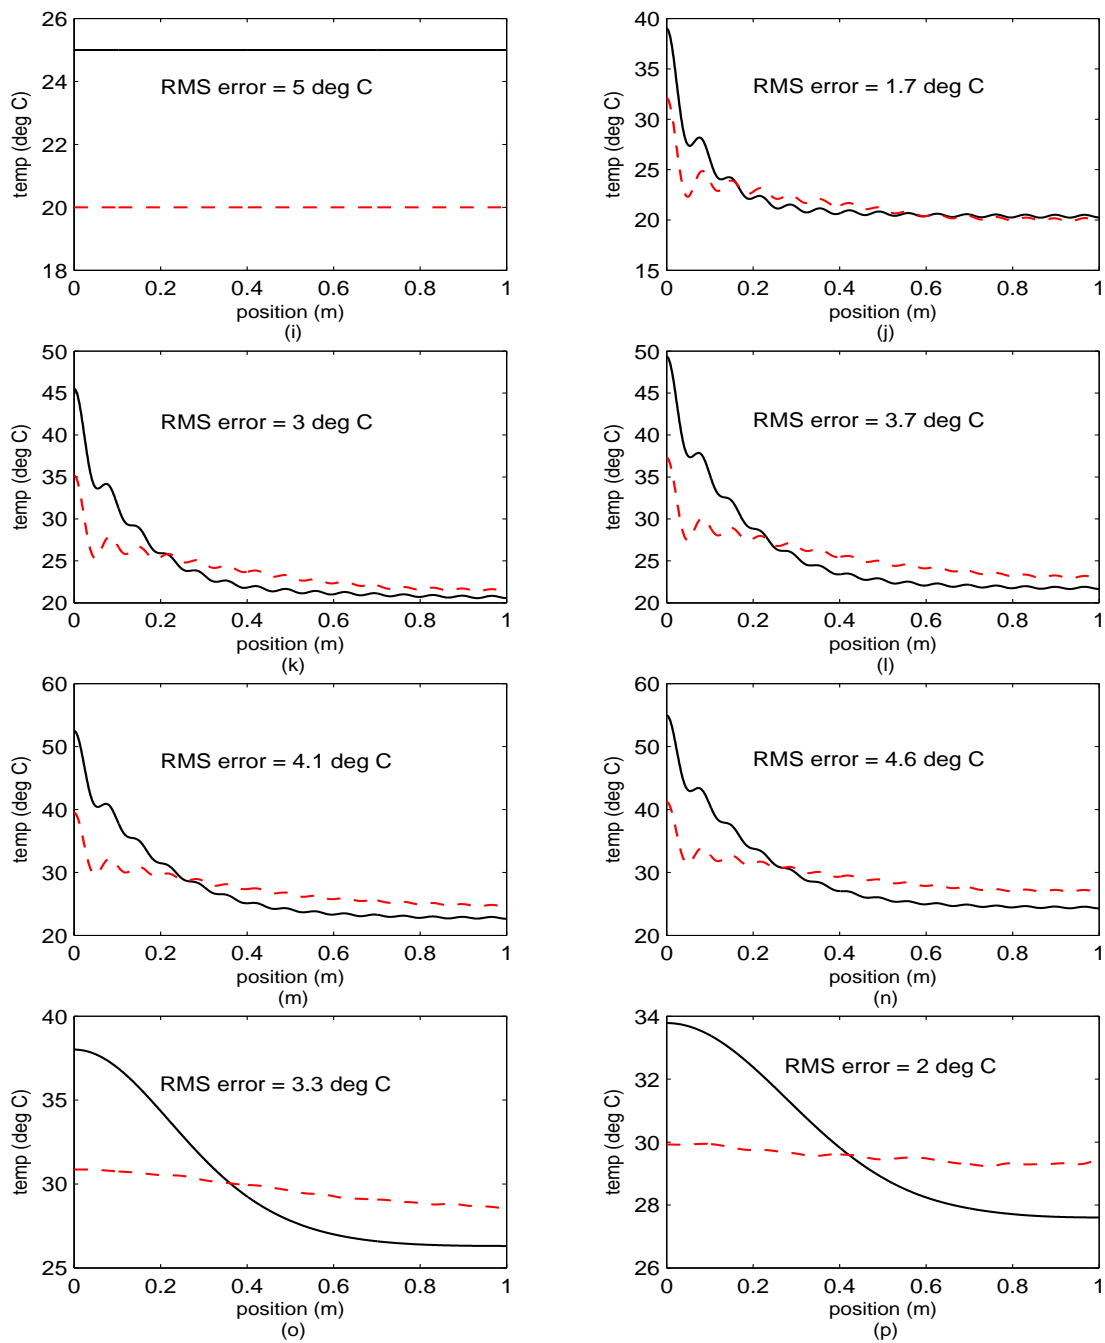 26
24
22
20
18
temp (deg C)
RMS error = 5 deg C
0 0.2 0.4 0.6 0.8 1
position (m)
(i)
40
35
30
25
20
15
temp (deg C)
RMS error = 1.7 deg C
0 0.2 0.4 0.6 0.8 1
position (m)
(j)
50
45
40
35
30
25
20
temp (deg C)
RMS error = 3 deg C
0 0.2 0.4 0.6 0.8 1
position (m)
(k)
50
45
40
35
30
25
20
temp (deg C)
RMS error = 3.7 deg C
0 0.2 0.4 0.6 0.8 1
position (m)
(l)
60
50
40
30
20
temp (deg C)
RMS error = 4.1 deg C
0 0.2 0.4 0.6 0.8 1
position (m)
(m)
60
50
40
30
20
temp (deg C)
RMS error = 4.6 deg C
0 0.2 0.4 0.6 0.8 1
position (m)
(n)
40
35
30
25
temp (deg C)
RMS error = 3.3 deg C
0 0.2 0.4 0.6 0.8 1
position (m)
(o)
34
32
30
28
26
temp (deg C)
RMS error = 2 deg C
0 0.2 0.4 0.6 0.8 1
position (m)
(p)